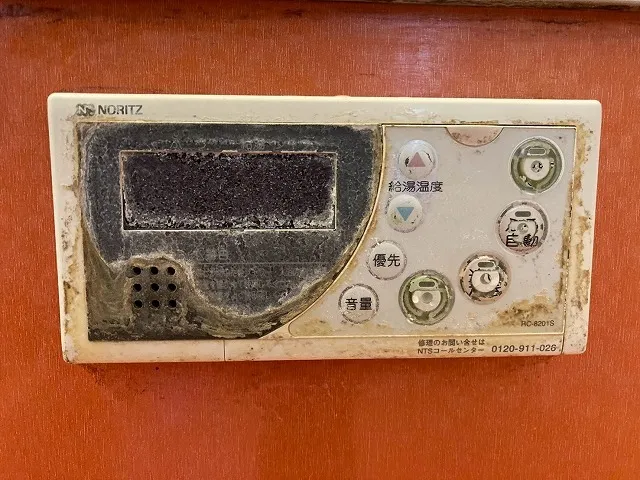 NORITZ
給湯温度
自動
優先
音量
RC-8201S
修理のお問い合せは
NTSコールセンター 0120-911-026